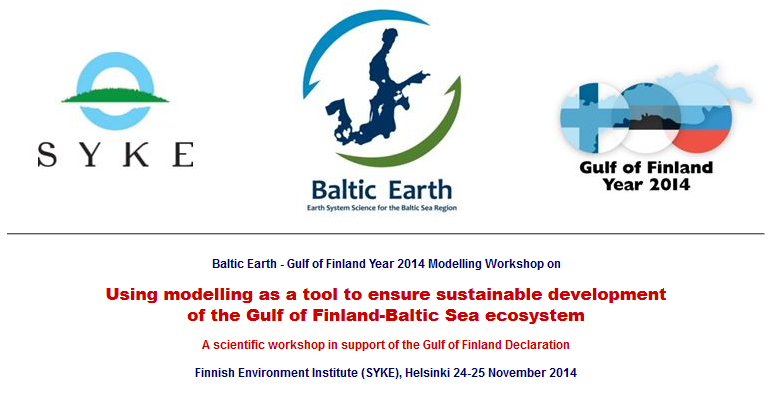 SYKE
Baltic Earth
Earth System Science for the Baltic Sea Region
Gulf of Finland
Year 2014
Baltic Earth - Gulf of Finland Year 2014 Modelling Workshop on
Using modelling as a tool to ensure sustainable development
of the Gulf of Finland-Baltic Sea ecosystem
A scientific workshop in support of the Gulf of Finland Declaration
Finnish Environment Institute (SYKE), Helsinki 24-25 November 2014